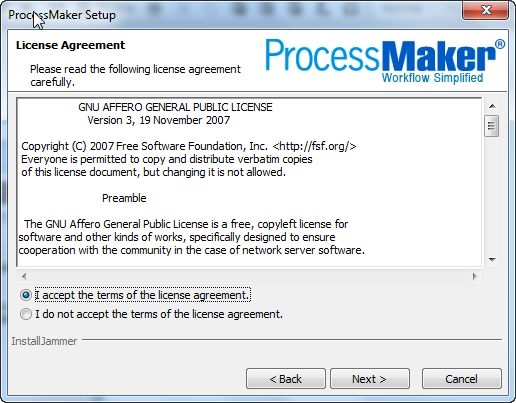 ProcessMaker Setup
License Agreement
Please read the following license agreement
carefully.
ProcessMaker®
Workflow Simplified
GNU AFFERO GENERAL PUBLIC LICENSE
Version 3, 19 November 2007
Copyright (C) 2007 Free Software Foundation, Inc. <http://fsf.org/>
Everyone is permitted to copy and distribute verbatim copies
of this license document, but changing it is not allowed.
Preamble
The GNU Affero General Public License is a free, copyleft license for
software and other kinds of works, specifically designed to ensure
cooperation with the community in the case of network server software.
I accept the terms of the license agreement.
I do not accept the terms of the license agreement.
InstallJammer
< Back
Next >
Cancel